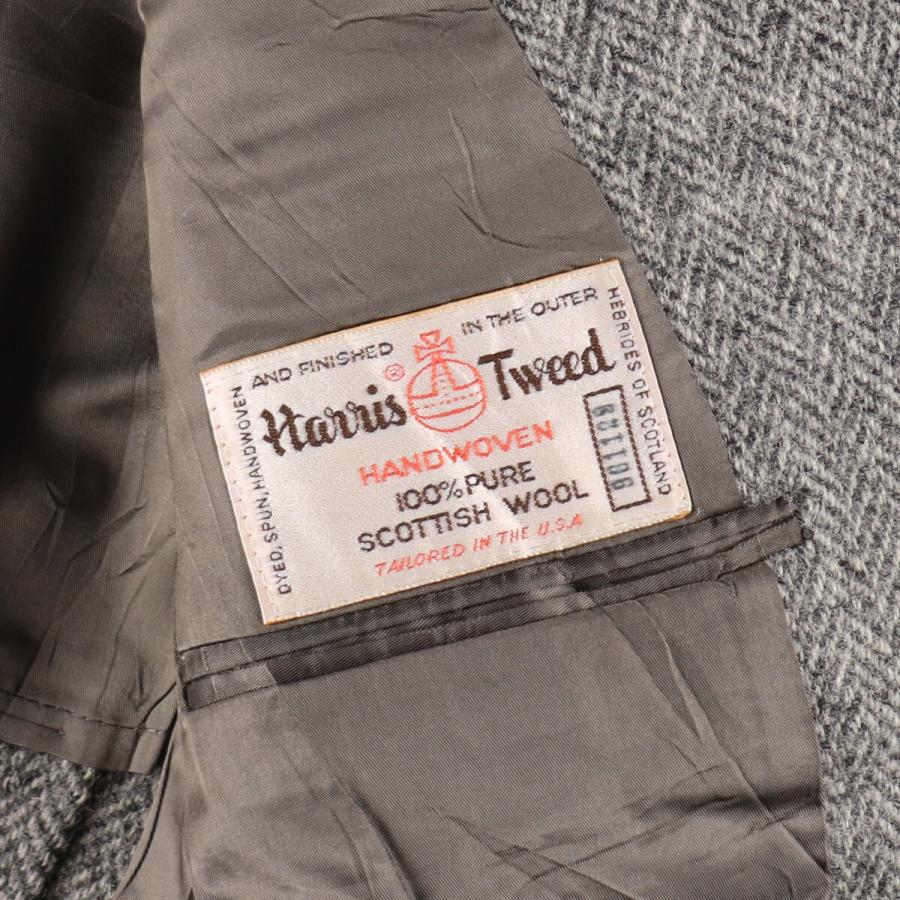 DYED, SPUN, HANDWOVEN
AND FINISHED
IN THE OUTER
HEBRIDES OF SCOTLAND
Harris ® Tweed
HANDWOVEN
100% PURE
SCOTTISH WOOL
TAILORED IN THE U.S.A